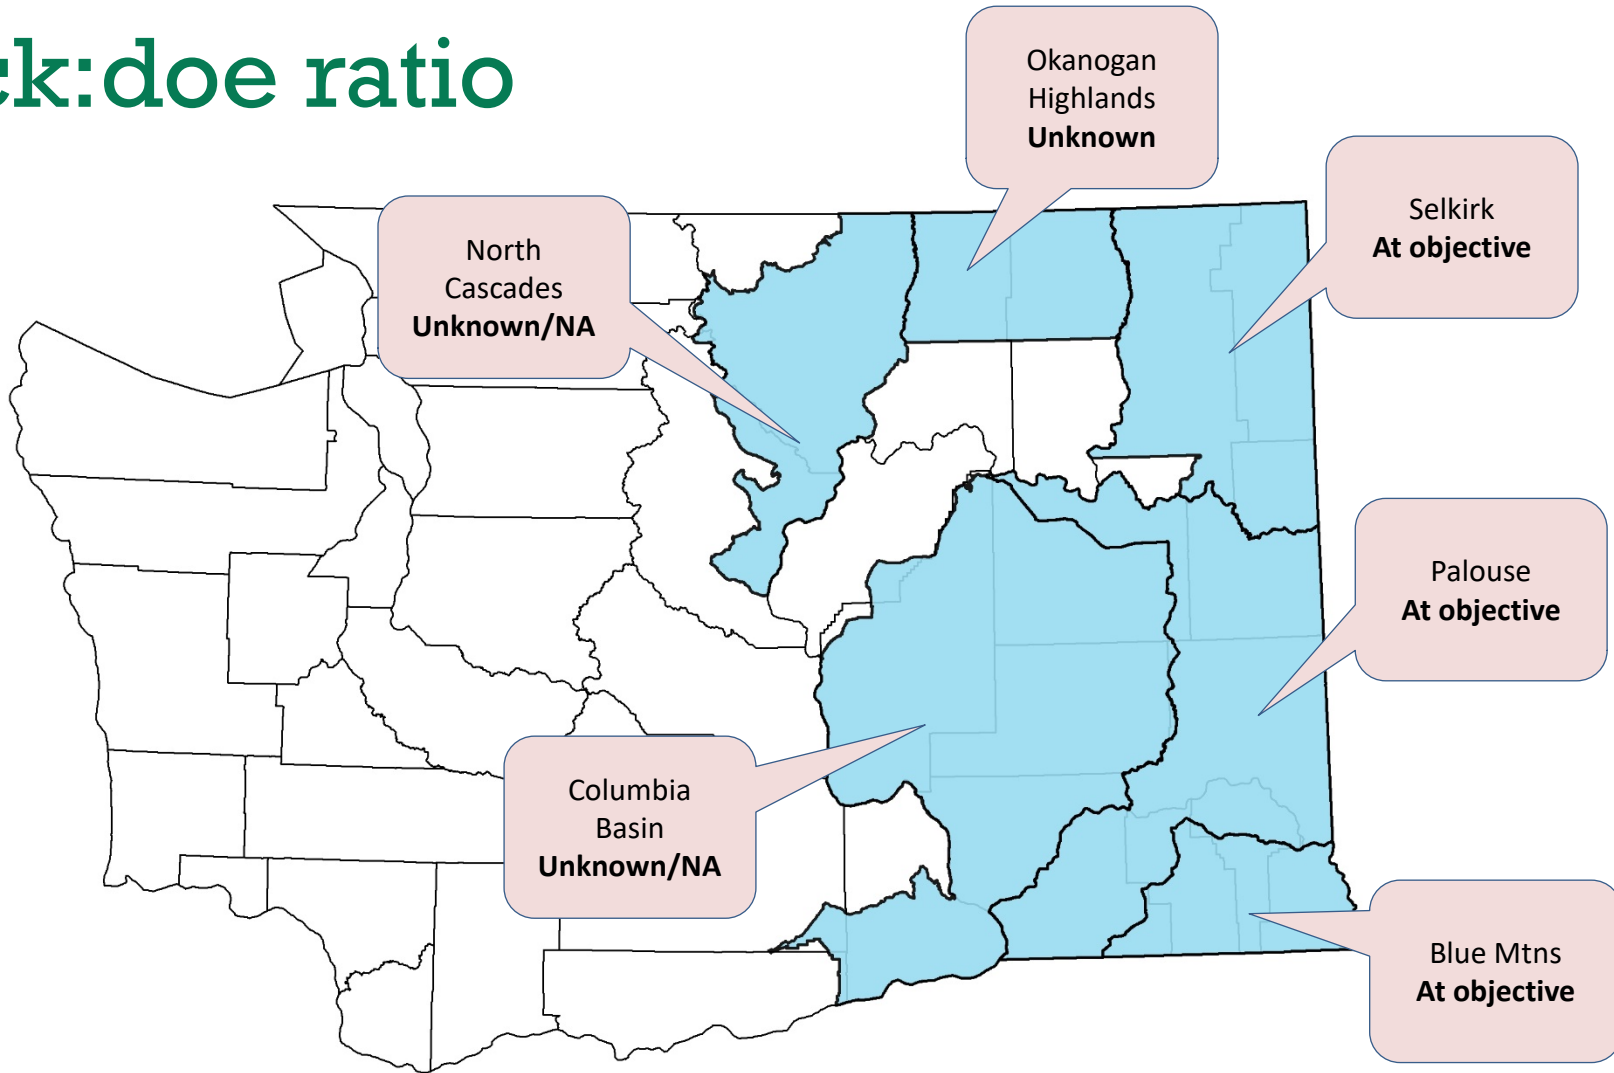 ck:doe ratio
Okanogan
Highlands
Unknown
Selkirk
At objective
North
Cascades
Unknown/NA
Palouse
At objective
Columbia
Basin
Unknown/NA
Blue Mtns
At objective